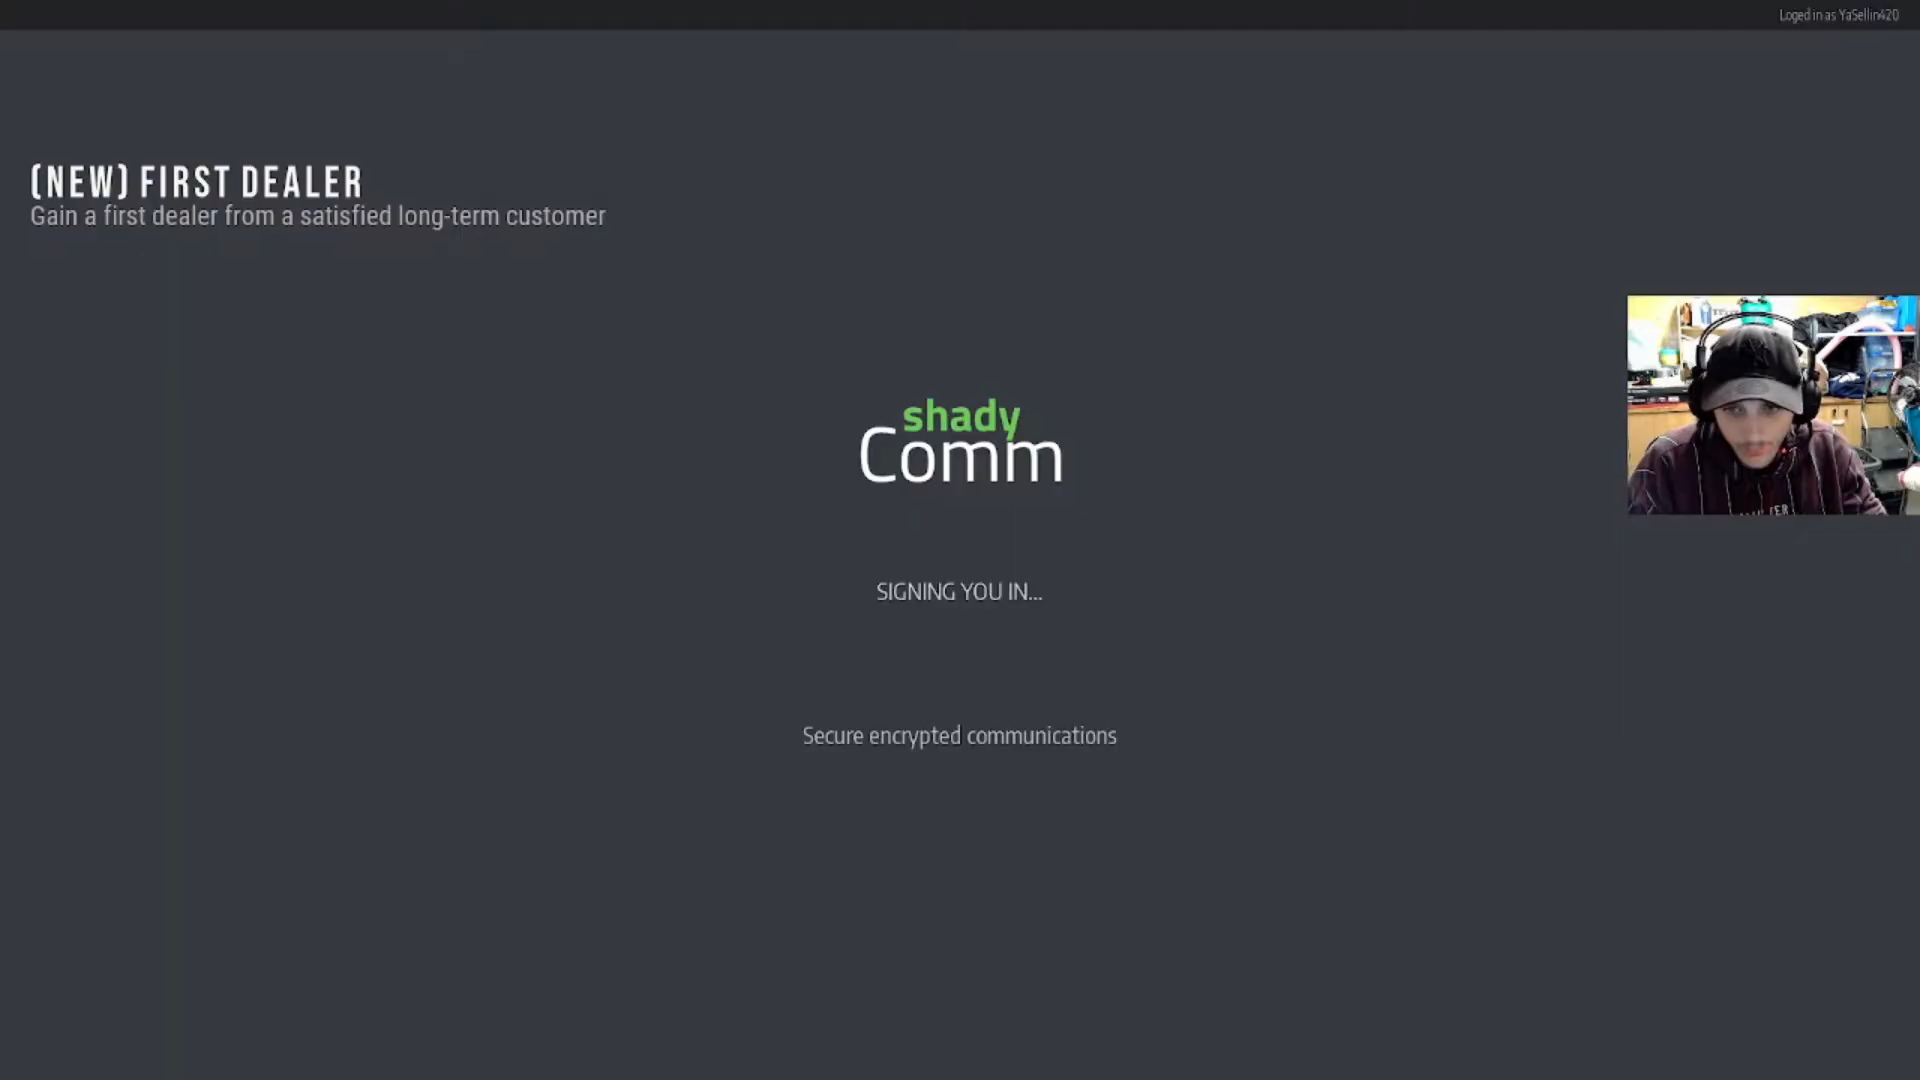 Loged in as YaSellin420
(NEW) FIRST DEALER
Gain a first dealer from a satisfied long-term customer
shady
Comm
SIGNING YOU IN...
Secure encrypted communications